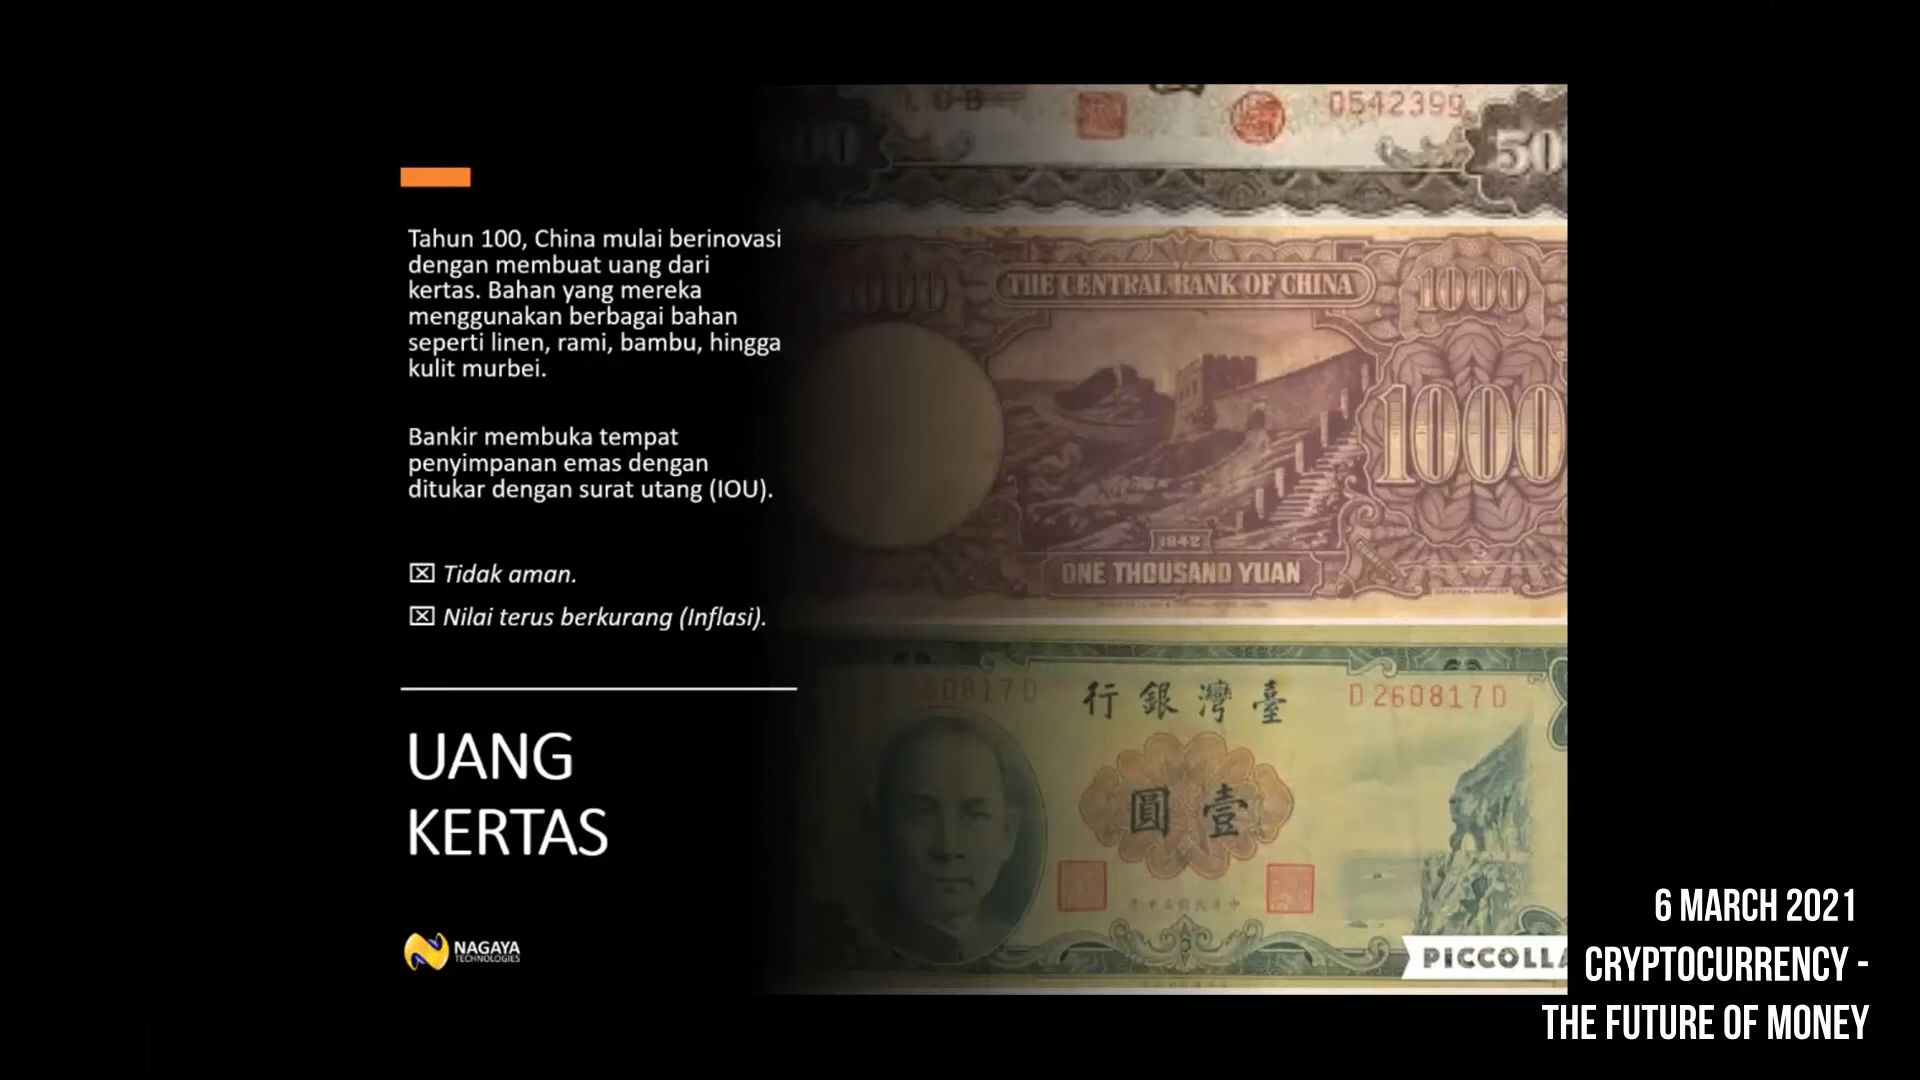 Tahun 100, China mulai berinovasi
dengan membuat uang dari
kertas. Bahan yang mereka
menggunakan berbagai bahan
seperti linen, rami, bambu, hingga
kulit murbei.
Bankir membuka tempat
penyimpanan emas dengan
ditukar dengan surat utang (IOU).
☒ Tidak aman.
☒ Nilai terus berkurang (Inflasi).
UANG
KERTAS
NAGAYA
TECHNOLOGIES
0542399
50
THE CENTRAL BANK OF CHINA
1000
1000
1942
ONE THOUSAND YUAN
行銀灣臺
D260817D
圓壹
PICCOLLA
6 MARCH 2021
CRYPTOCURRENCY -
THE FUTURE OF MONEY